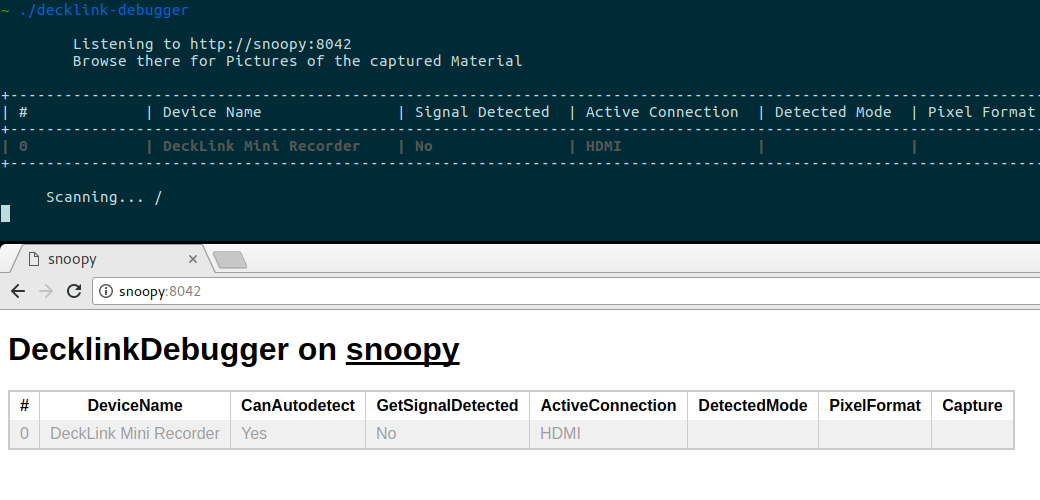 ~ ./decklink-debugger
Listening to http://snoopy:8042
Browse there for Pictures of the captured Material
+--------------------------------------------------------------------------------------------------------------------
| # | Device Name | Signal Detected | Active Connection | Detected Mode | Pixel Format
+--------------------------------------------------------------------------------------------------------------------
| 0 | DeckLink Mini Recorder | No | HDMI | |
+--------------------------------------------------------------------------------------------------------------------
Scanning... /
snoopy
snoopy:8042
DecklinkDebugger on snoopy
# DeviceName CanAutodetect GetSignalDetected ActiveConnection DetectedMode PixelFormat Capture
0 DeckLink Mini Recorder Yes No HDMI